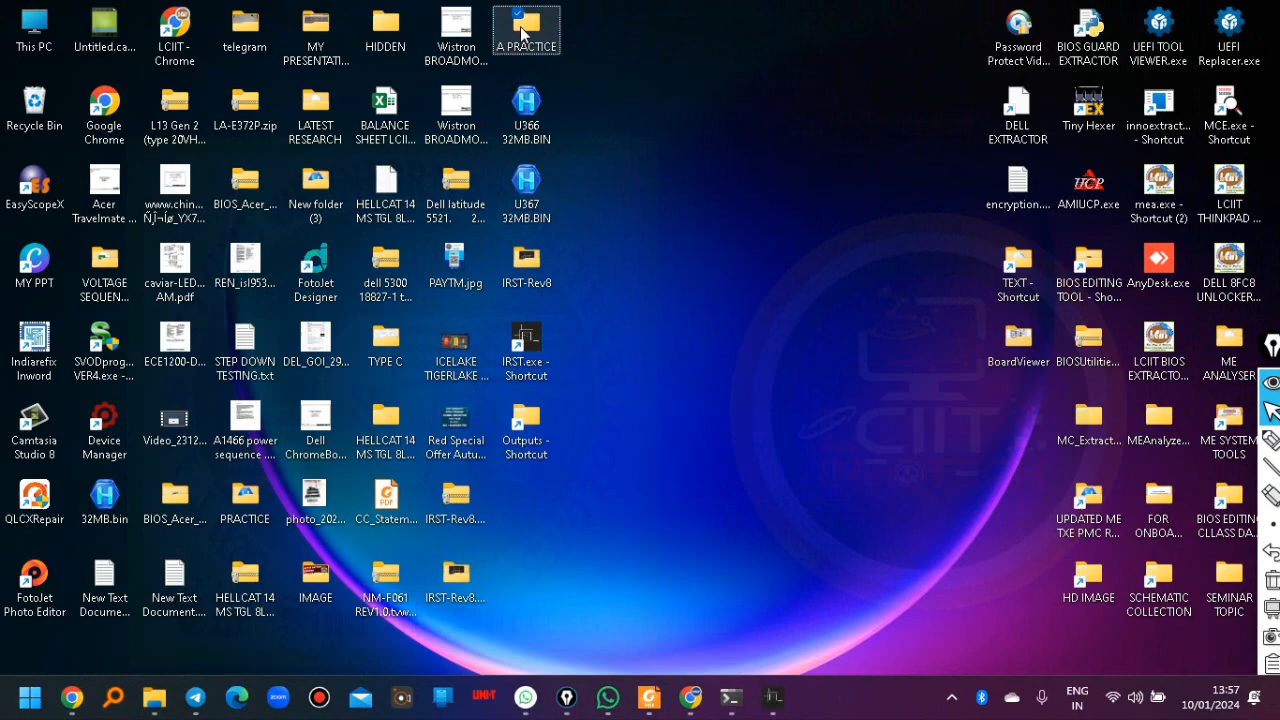 PC
Untitled.ca...
LCIIT -
Chrome
telegram
MY
PRESENTATI...
HIDDEN
Wistron
BROADMO...
A PRACTICE
Password
Protect Vid...
BIOS GUARD
EXTRACTOR
UEFI TOOL
Replace.exe
Bin
Google
Chrome
L13 Gen 2
(type 20VH...
LA-E372P.zip
LATEST
RESEARCH
BALANCE
SHEET LCII...
Wistron
BROADMO...
U366
32MB.BIN
DELL
EXTRACTOR
Tiny Hexer
innoextract...
- Shortcut
MCE.exe -
Shortcut
EasyScopeX
Acer
Travelmate ...
www.chin...
BIOS_Acer_...
New folder
(3)
HELLCAT 14
MS TGL 8L...
Dell latitude
5521, 2...
U367
32MB.BIN
encryption....
AMIUCP.exe
mea.exe -
Shortcut (2)
LCIIT
THINKPAD ...
MY PPT
VOLTAGE
SEQUEN...
caviar-LED...
AM.pdf
REN_isl953...
FotoJet
Designer
dell 5300
18827-1 t...
PAYTM.jpg
IRST-Rev8
TEXT -
Shortcut
BIOS EDITING
TOOL - Sho...
AnyDesk.exe
DELL 8FC8
UNLOCKER...
Indiafix
Inword
SVODprog...
VER4.exe -...
ECE1200-D...
STEP DOWN
TESTING.txt
DEL_GOI_29...
TYPE C
ICELAKE
TIGERLAKE ...
IRST.exe -
Shortcut
BoardViewer
BIOSUtilitie...
8 FRIENDS
EXTRACTO...
ME
ANALYSER
Camtasia
Studio 8
Device
Manager
Video_2312...
A1466 power
sequence ....
Dell
ChromeBo...
HELLCAT 14
MS TGL 8L...
Red Special
Offer Autu...
Outputs -
Shortcut
MC_Extract...
MEAnalyze...
ME SYSTEM
TOOLS
QLCXRepair
32MB.bin
BIOS_Acer_...
PRACTICE
photo_202...
CC_Statem...
IRST-Rev8....
UPDATED ME
TXE PMC R...
FOR
ONBOA...
BIOS EDITIN
CLASS DA...
FotoJet
Photo Editor
New Text
Docume...
New Text
Document....
HELLCAT 14
MS TGL 8L...
IMAGE
NM-F061
REV1.0.tvw...
IRST-Rev8....
HD IMAGE
SCHEMATIC
COLLECTION
SEMINAR
TOPIC
zoom
UNI-T
ENG
IN
13:57
10/01/2024